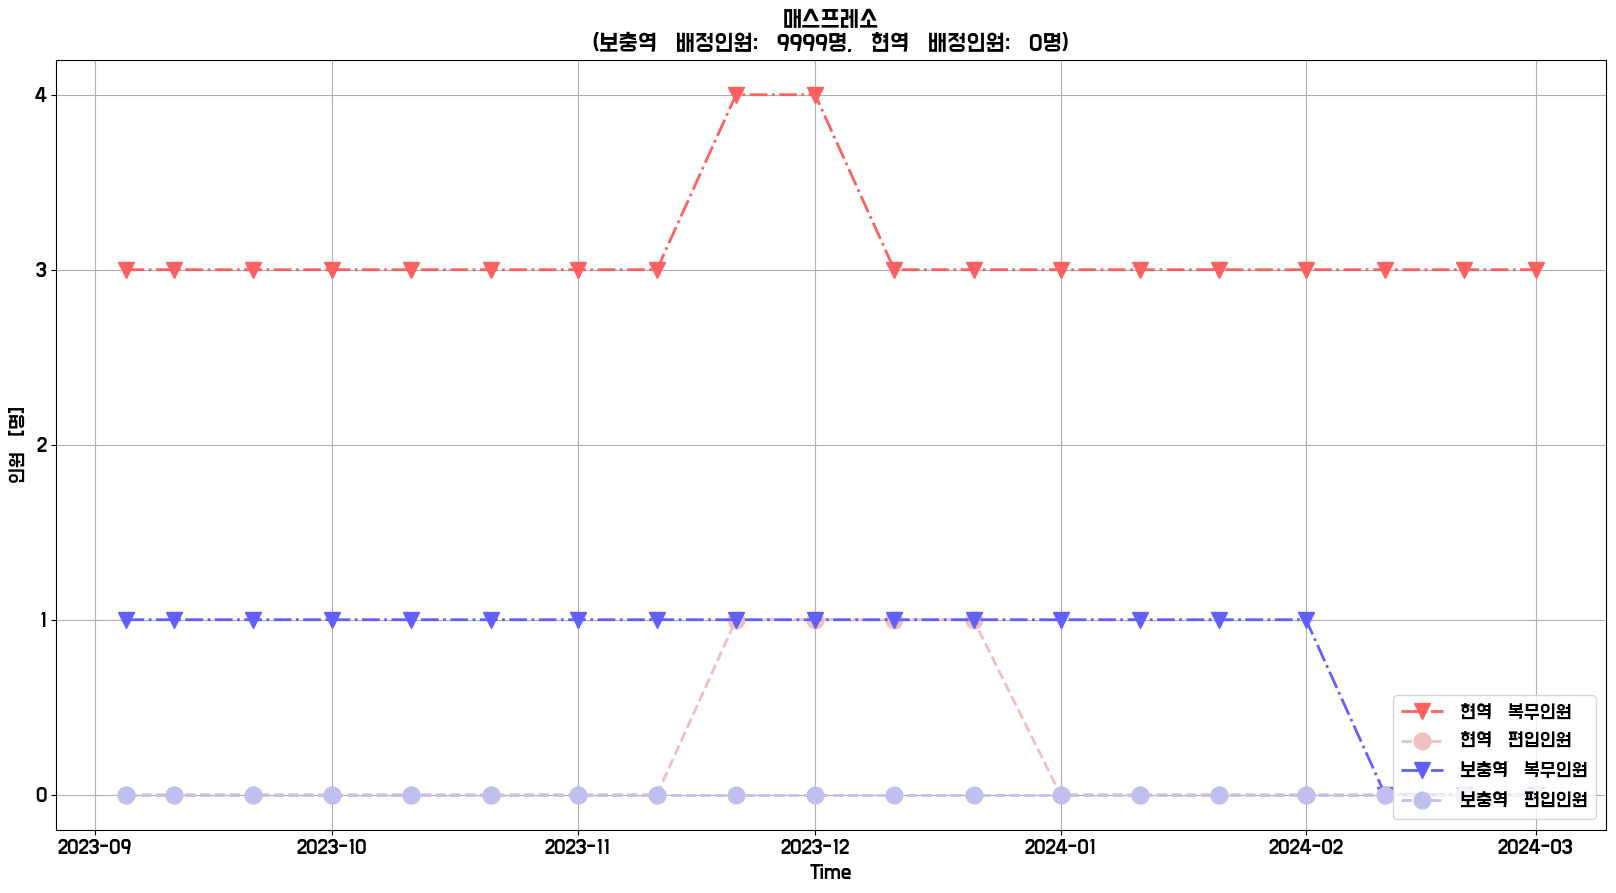 매스프레소
(보충역 배정인원: 9999명, 현역 배정인원: 0명)
인원 [명]
4
3
2
1
0
2023-09 2023-10 2023-11 2023-12 2024-01 2024-02 2024-03
Time
현역 복무인원
현역 편입인원
보충역 복무인원
보충역 편입인원